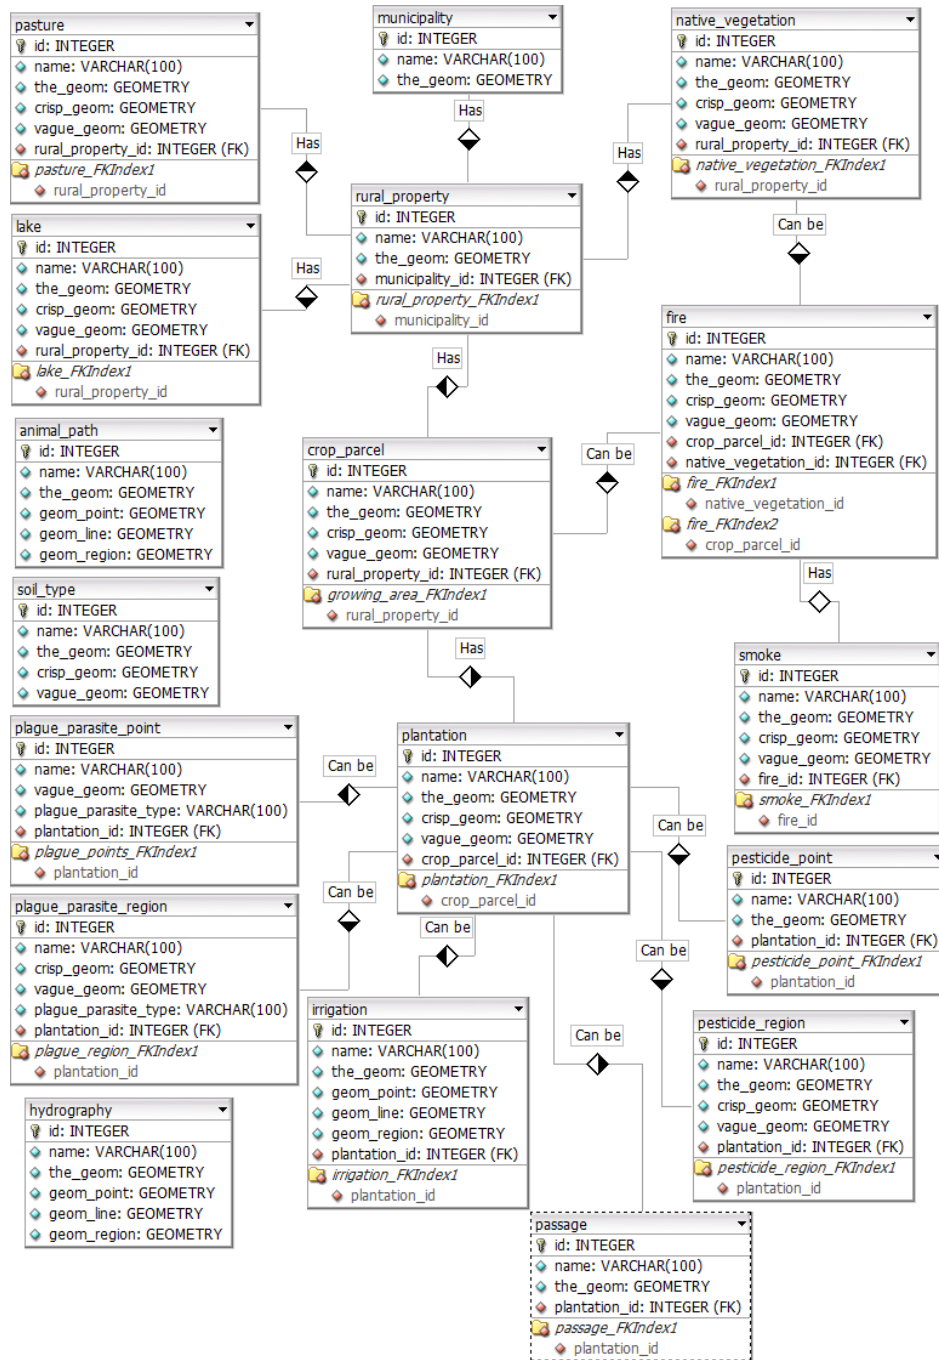 pasture
id: INTEGER
name: VARCHAR(100)
the_geom: GEOMETRY
crisp_geom: GEOMETRY
vague_geom: GEOMETRY
rural_property_id: INTEGER (FK)
pasture_FKIndex1
rural_property_id
municipality
id: INTEGER
name: VARCHAR(100)
the_geom: GEOMETRY
native_vegetation
id: INTEGER
name: VARCHAR(100)
the_geom: GEOMETRY
crisp_geom: GEOMETRY
vague_geom: GEOMETRY
rural_property_id: INTEGER (FK)
native_vegetation_FKIndex1
rural_property_id
Has
Has
Has
rural_property
id: INTEGER
name: VARCHAR(100)
the_geom: GEOMETRY
municipality_id: INTEGER (FK)
rural_property_FKIndex1
municipality_id
lake
id: INTEGER
name: VARCHAR(100)
the_geom: GEOMETRY
crisp_geom: GEOMETRY
vague_geom: GEOMETRY
rural_property_id: INTEGER (FK)
lake_FKIndex1
rural_property_id
Has
Can be
Has
fire
id: INTEGER
name: VARCHAR(100)
the_geom: GEOMETRY
crisp_geom: GEOMETRY
vague_geom: GEOMETRY
crop_parcel_id: INTEGER (FK)
native_vegetation_id: INTEGER (FK)
fire_FKIndex1
native_vegetation_id
fire_FKIndex2
crop_parcel_id
animal_path
id: INTEGER
name: VARCHAR(100)
the_geom: GEOMETRY
geom_point: GEOMETRY
geom_line: GEOMETRY
geom_region: GEOMETRY
crop_parcel
id: INTEGER
name: VARCHAR(100)
the_geom: GEOMETRY
crisp_geom: GEOMETRY
vague_geom: GEOMETRY
rural_property_id: INTEGER (FK)
growing_area_FKIndex1
rural_property_id
Can be
Has
soil_type
id: INTEGER
name: VARCHAR(100)
the_geom: GEOMETRY
crisp_geom: GEOMETRY
vague_geom: GEOMETRY
Has
smoke
id: INTEGER
name: VARCHAR(100)
the_geom: GEOMETRY
crisp_geom: GEOMETRY
vague_geom: GEOMETRY
fire_id: INTEGER (FK)
smoke_FKIndex1
fire_id
plague_parasite_point
id: INTEGER
name: VARCHAR(100)
vague_geom: GEOMETRY
plague_parasite_type: VARCHAR(100)
plantation_id: INTEGER (FK)
plague_points_FKIndex1
plantation_id
Can be
plantation
id: INTEGER
name: VARCHAR(100)
the_geom: GEOMETRY
crisp_geom: GEOMETRY
vague_geom: GEOMETRY
crop_parcel_id: INTEGER (FK)
plantation_FKIndex1
crop_parcel_id
Can be
pesticide_point
id: INTEGER
name: VARCHAR(100)
the_geom: GEOMETRY
plantation_id: INTEGER (FK)
pesticide_point_FKIndex1
plantation_id
plague_parasite_region
id: INTEGER
name: VARCHAR(100)
crisp_geom: GEOMETRY
vague_geom: GEOMETRY
plague_parasite_type: VARCHAR(100)
plantation_id: INTEGER (FK)
plague_region_FKIndex1
plantation_id
Can be
Can be
Can be
Can be
irrigation
id: INTEGER
name: VARCHAR(100)
the_geom: GEOMETRY
geom_point: GEOMETRY
geom_line: GEOMETRY
geom_region: GEOMETRY
plantation_id: INTEGER (FK)
irrigation_FKIndex1
plantation_id
pesticide_region
id: INTEGER
name: VARCHAR(100)
the_geom: GEOMETRY
crisp_geom: GEOMETRY
vague_geom: GEOMETRY
plantation_id: INTEGER (FK)
pesticide_region_FKIndex1
plantation_id
hydrography
id: INTEGER
name: VARCHAR(100)
the_geom: GEOMETRY
geom_point: GEOMETRY
geom_line: GEOMETRY
geom_region: GEOMETRY
passage
id: INTEGER
name: VARCHAR(100)
the_geom: GEOMETRY
plantation_id: INTEGER (FK)
passage_FKIndex1
plantation_id